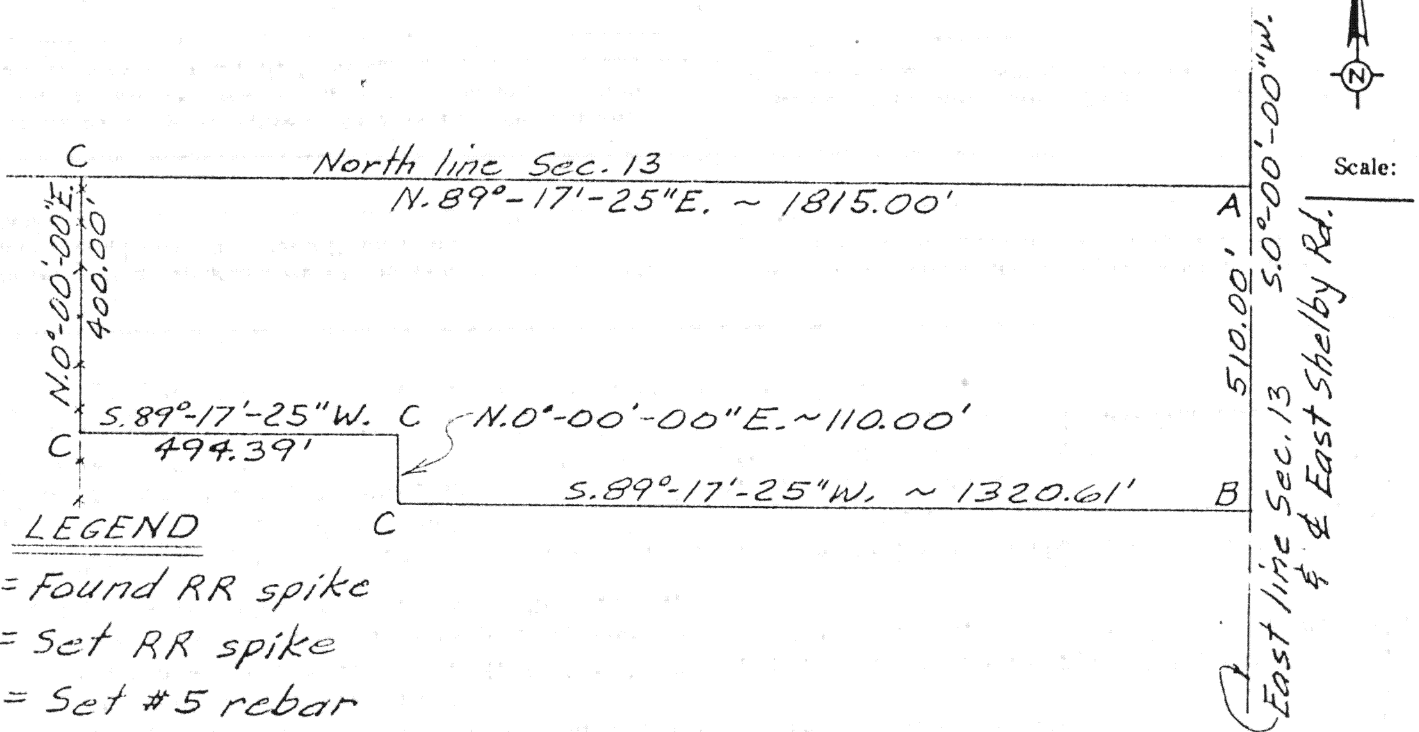 N
Scale:
C
North line Sec. 13
N. 89°-17'-25"E. ~ 1815.00'
A
S.0°-00'-00"W.
510.00'
N.0°-00'-00"E.
400.00'
S. 89°-17'-25"W.
494.39'
C
C
N.0°-00'-00"E. ~ 110.00'
S.89°-17'-25"W. ~ 1320.61'
B
C
East line Sec. 13
& ℄ East Shelby Rd.
LEGEND
= Found RR spike
= Set RR spike
= Set #5 rebar